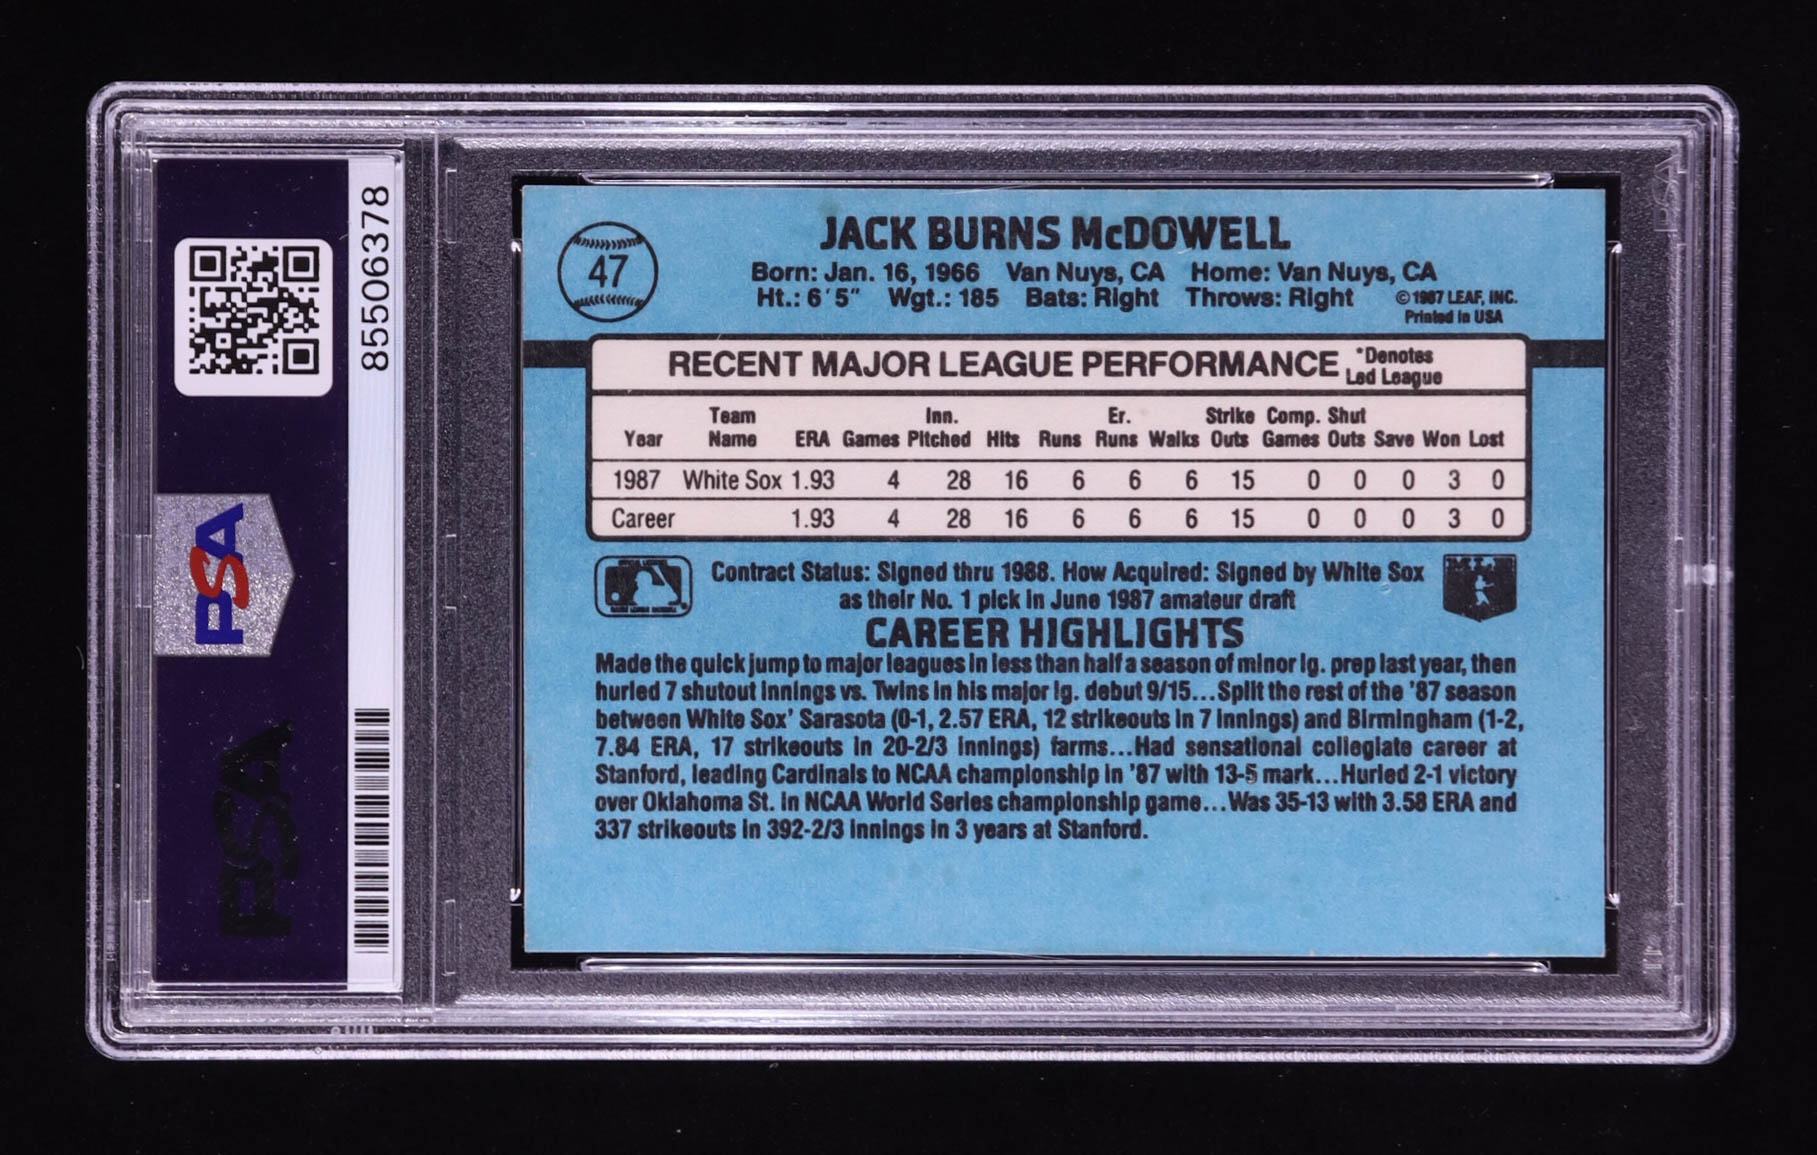 85506378
PSA
PSA
47
JACK BURNS McDOWELL
Born: Jan. 16, 1966 Van Nuys, CA Home: Van Nuys, CA
Ht.: 6'5" Wgt.: 185 Bats: Right Throws: Right
©1987 LEAF, INC.
Printed in USA
RECENT MAJOR LEAGUE PERFORMANCE *Denotes Led League
Year Team Name ERA Games Inn. Pitched Hits Runs Er. Runs Walks Strike Outs Comp. Games Shut Outs Save Won Lost
1987 White Sox 1.93 4 28 16 6 6 6 15 0 0 0 3 0
Career 1.93 4 28 16 6 6 6 15 0 0 0 3 0
Contract Status: Signed thru 1988. How Acquired: Signed by White Sox
as their No. 1 pick in June 1987 amateur draft
CAREER HIGHLIGHTS
Made the quick jump to major leagues in less than half a season of minor lg. prep last year, then
hurled 7 shutout innings vs. Twins in his major lg. debut 9/15...Split the rest of the '87 season
between White Sox' Sarasota (0-1, 2.57 ERA, 12 strikeouts in 7 innings) and Birmingham (1-2,
7.84 ERA, 17 strikeouts in 20-2/3 innings) farms...Had sensational collegiate career at
Stanford, leading Cardinals to NCAA championship in '87 with 13-5 mark...Hurled 2-1 victory
over Oklahoma St. in NCAA World Series championship game...Was 35-13 with 3.58 ERA and
337 strikeouts in 392-2/3 innings in 3 years at Stanford.